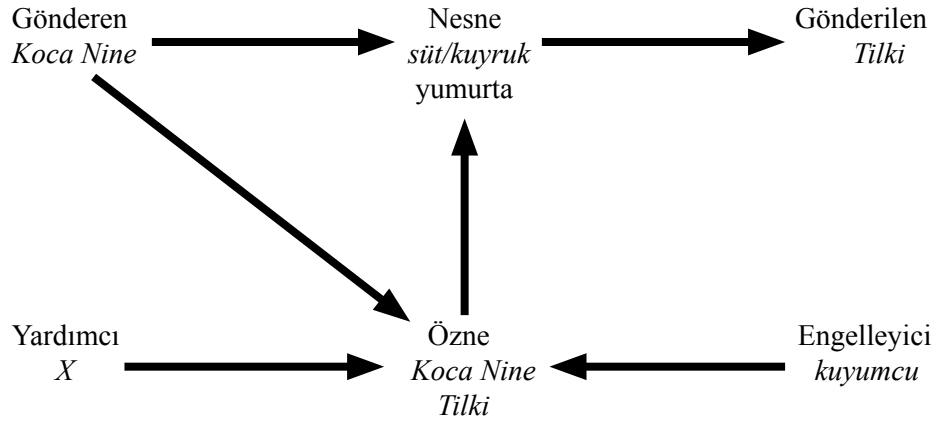 Gönderen
Koca Nine
Nesne
süt/kuyruk
yumurta
Gönderilen
Tilki
Yardımcı
X
Özne
Koca Nine
Tilki
Engelleyici
kuyumcu